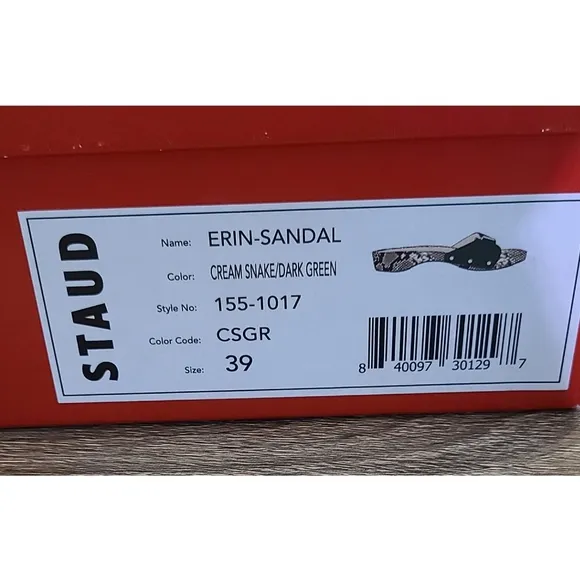 STAUD
Name: ERIN-SANDAL
Color: CREAM SNAKE/DARK GREEN
Style No: 155-1017
Color Code: CSGR
Size: 39
8 40097 30129 7